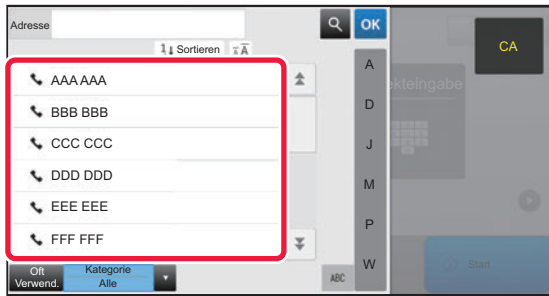 Adresse
OK
CA
Sortieren
A
AAA AAA
BBB BBB
CCC CCC
DDD DDD
EEE EEE
FFF FFF
A
D
J
M
P
W
ekteingabe
Oft
Verwend.
Kategorie
Alle
ABC
Start